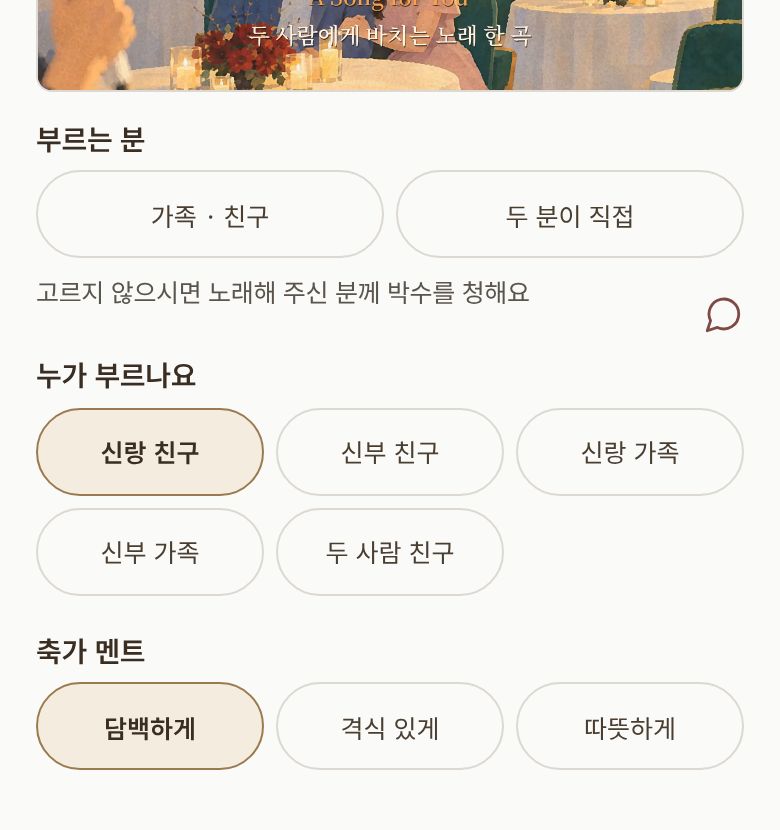 A Song for You
두 사람에게 바치는 노래 한 곡
부르는 분
가족 · 친구
두 분이 직접
고르지 않으시면 노래해 주신 분께 박수를 청해요
누가 부르나요
신랑 친구
신부 친구
신랑 가족
신부 가족
두 사람 친구
축가 멘트
담백하게
격식 있게
따뜻하게